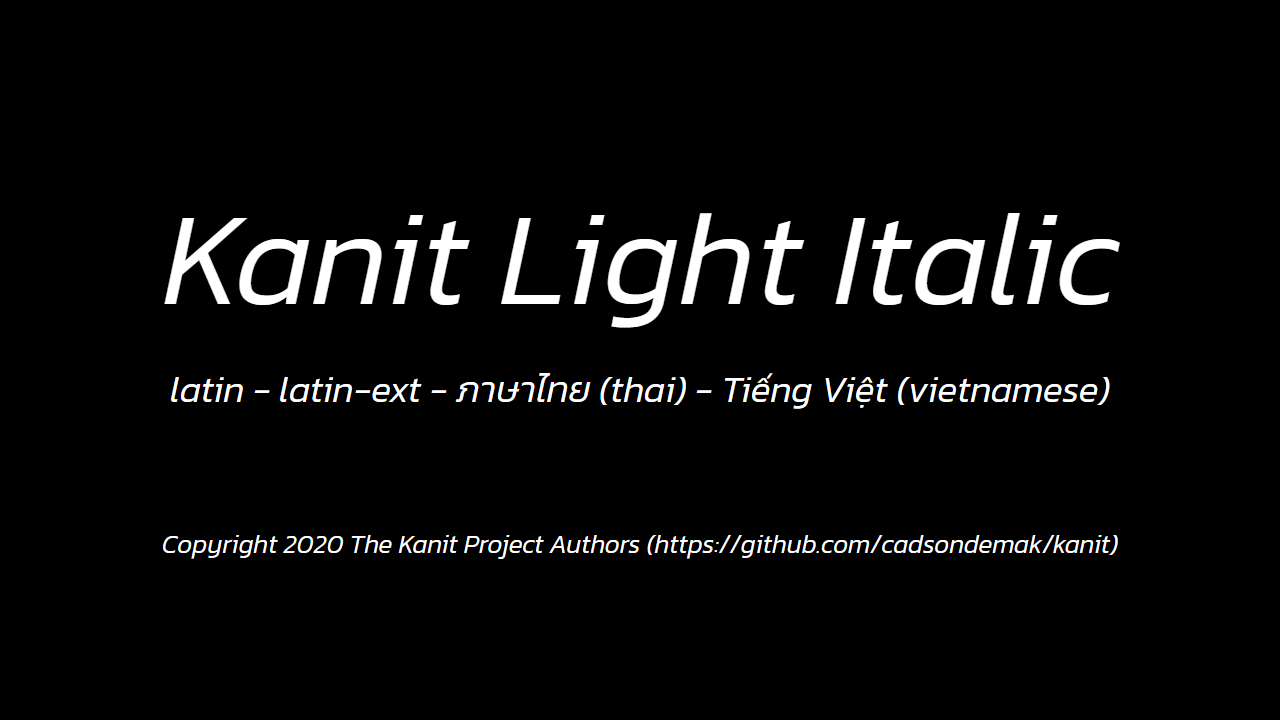 Kanit Light Italic
latin - latin-ext - ภาษาไทย (thai) - Tiếng Việt (vietnamese)
Copyright 2020 The Kanit Project Authors (https://github.com/cadsondemak/kanit)